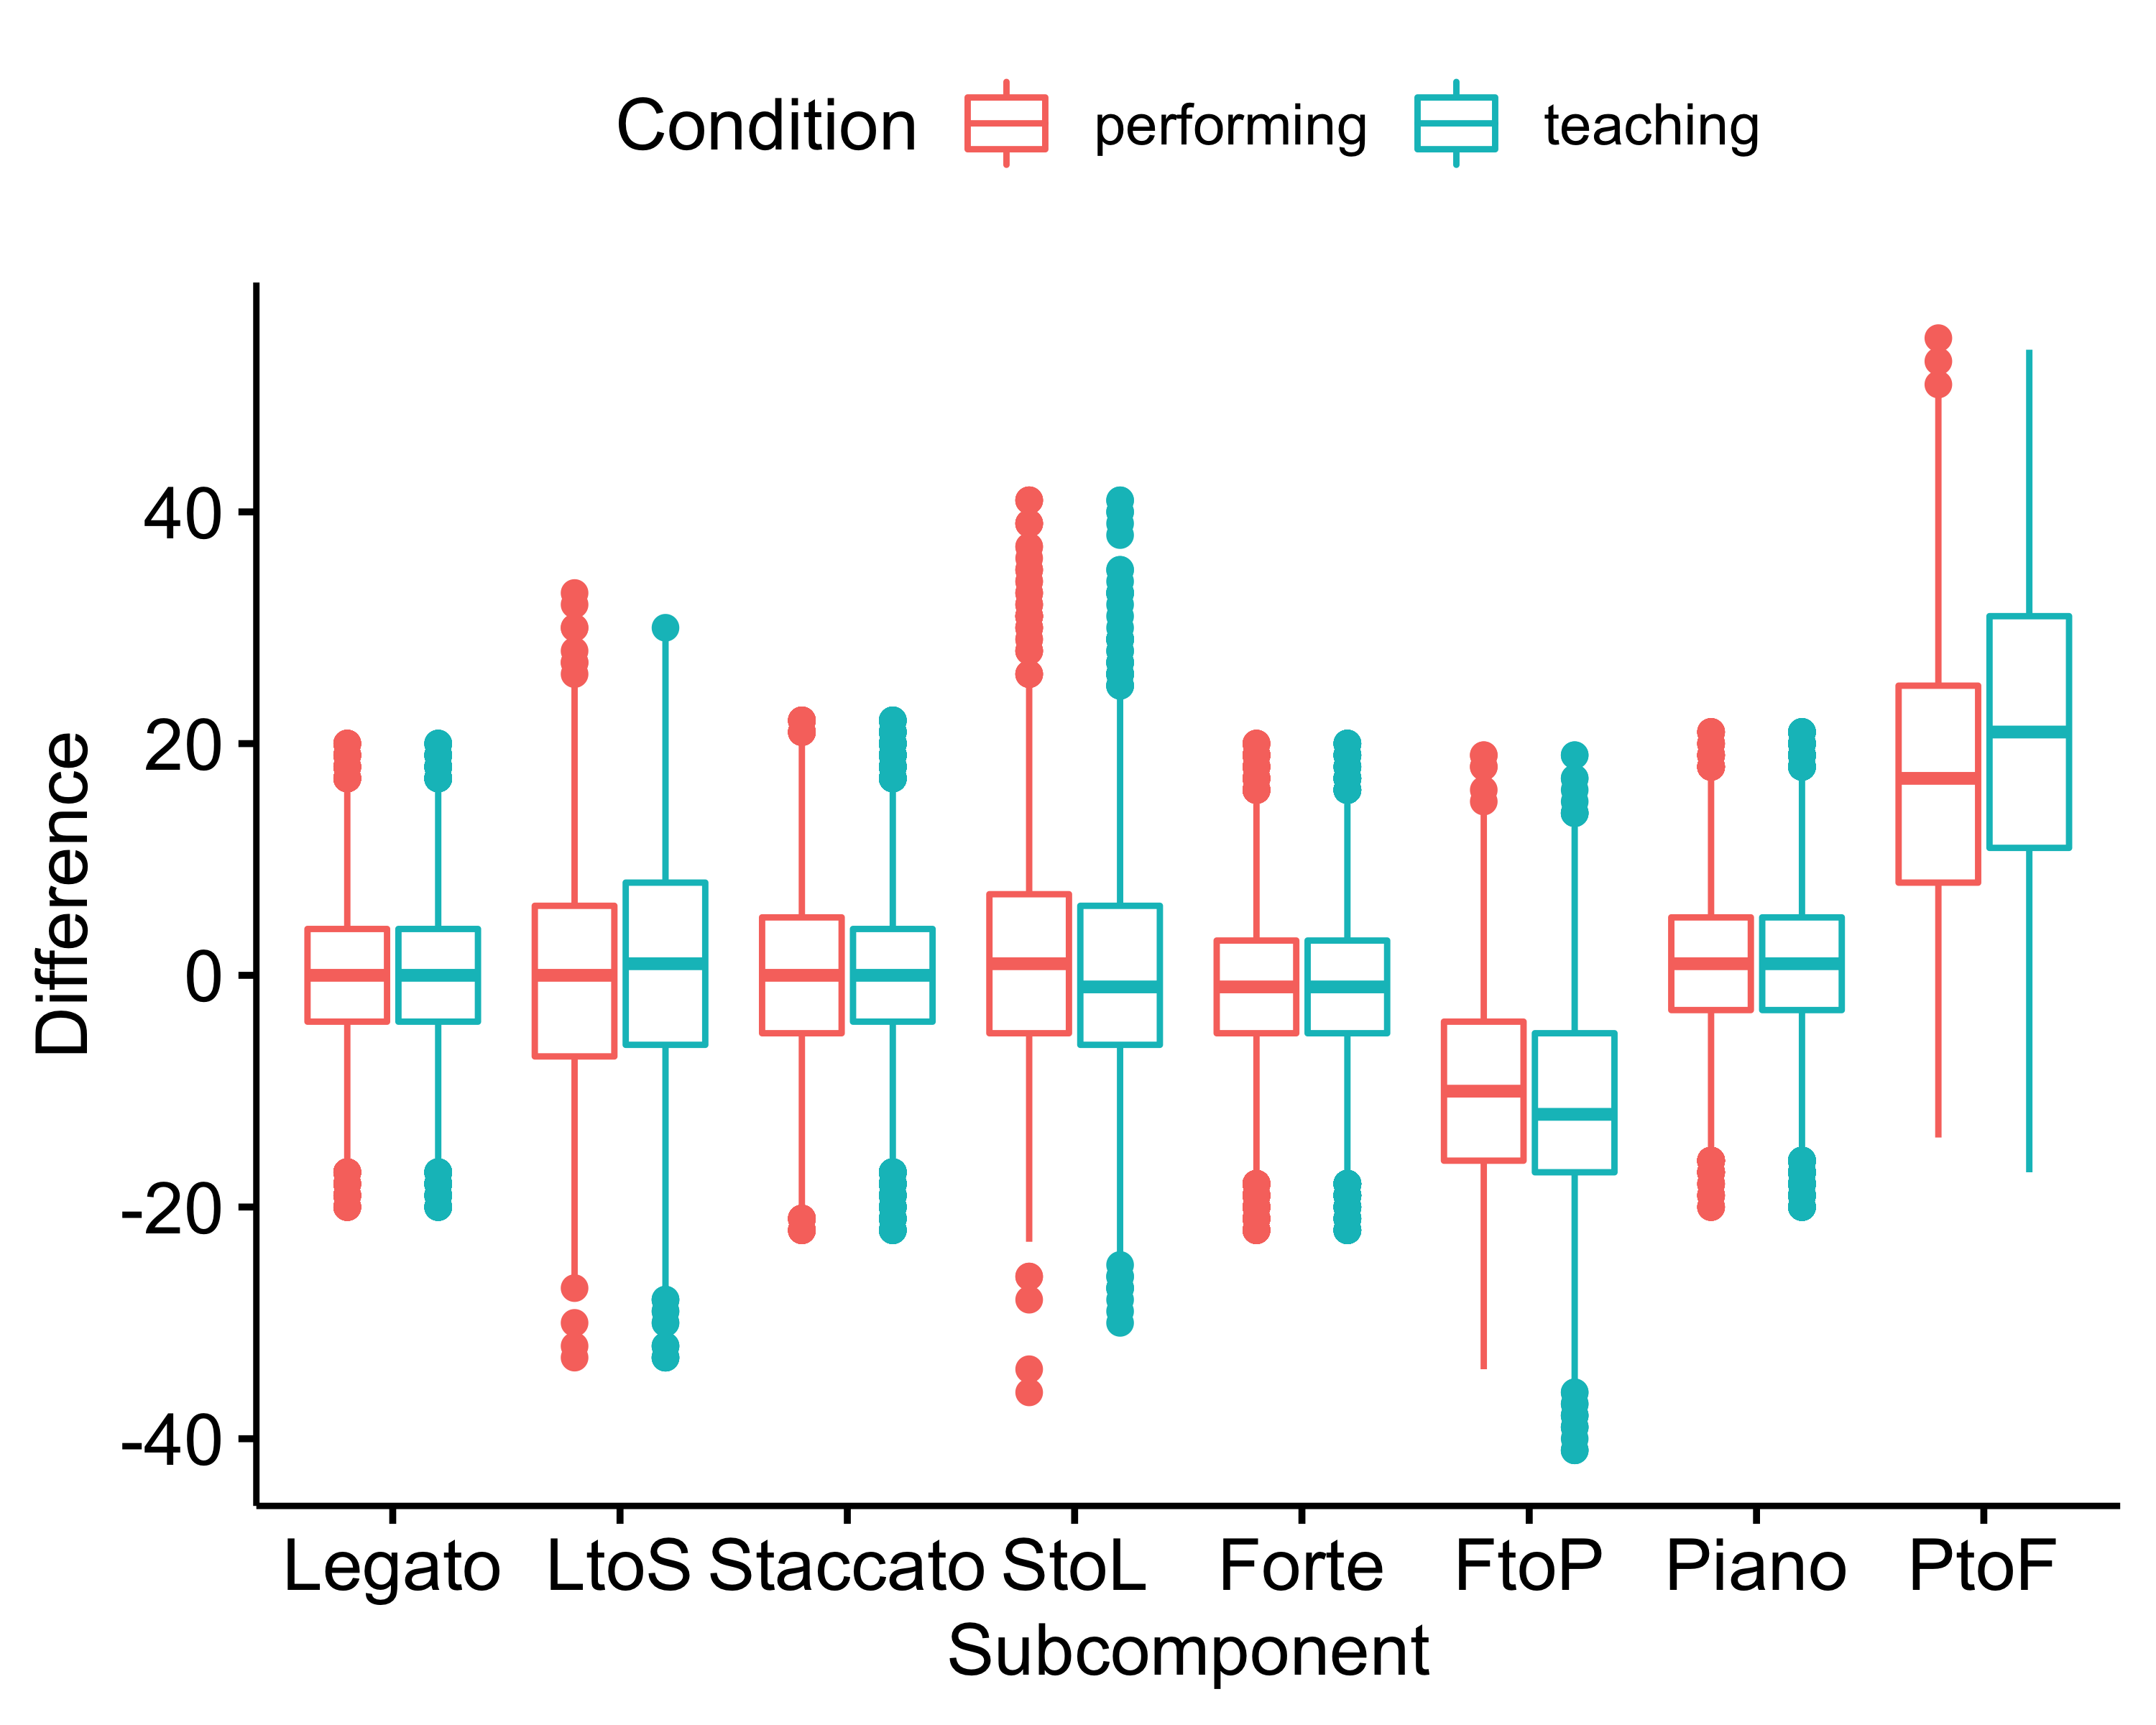 Condition performing teaching
Difference
40
20
0
-20
-40
Legato LtoS Staccato StoL Forte FtoP Piano PtoF
Subcomponent